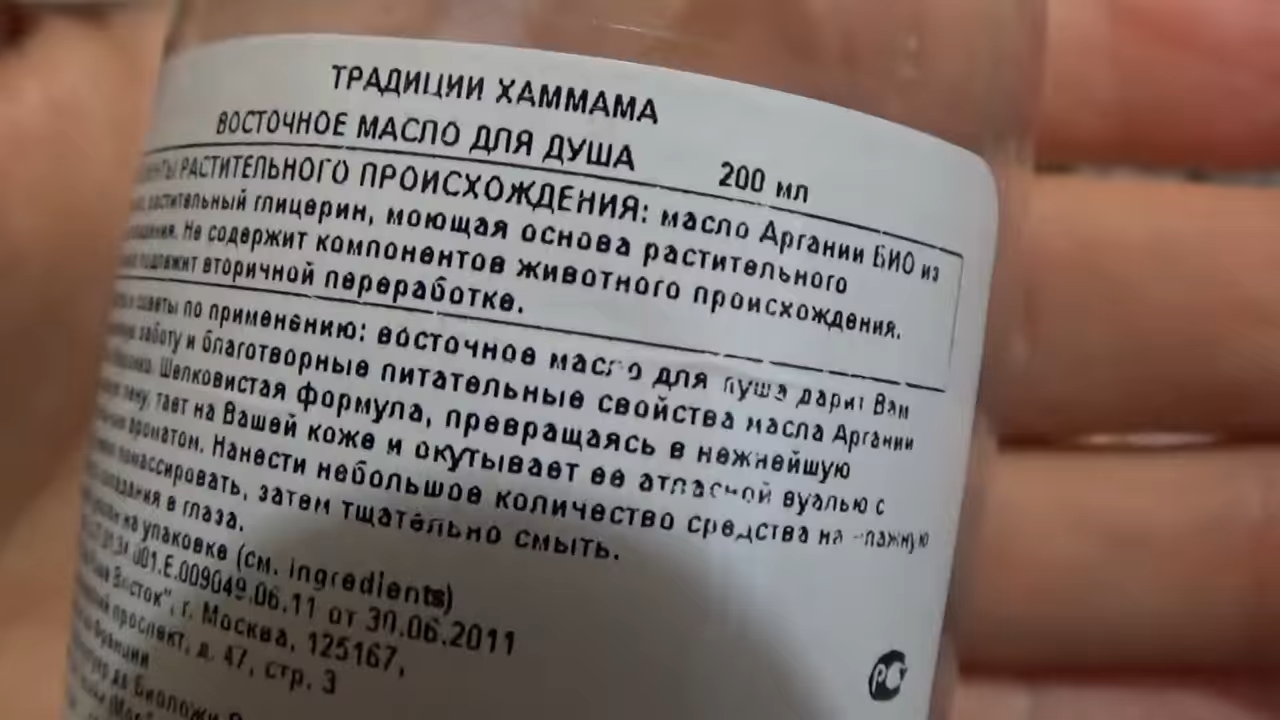 ТРАДИЦИИ ХАММАМА
ВОСТОЧНОЕ МАСЛО ДЛЯ ДУША 200 мл
РАСТИТЕЛЬНОГО ПРОИСХОЖДЕНИЯ: масло Аргании БИО из
растительный глицерин, моющая основа растительного
Не содержит компонентов животного происхождения.
подлежит вторичной переработке.
советы по применению: восточное масло для душа дарит Вам
заботу и благотворные питательные свойства масла Аргании
Шелковистая формула, превращаясь в нежнейшую
тает на Вашей коже и окутывает ее атласной вуалью с
ароматом. Нанести небольшое количество средства на влажную
помассировать, затем тщательно смыть.
попадания в глаза.
на упаковке (см. ingredients)
001.E.009049.06.11 от 30.06.2011
Восток", г. Москва, 125167,
проспект, д. 47, стр. 3
Франции
де Биоложи